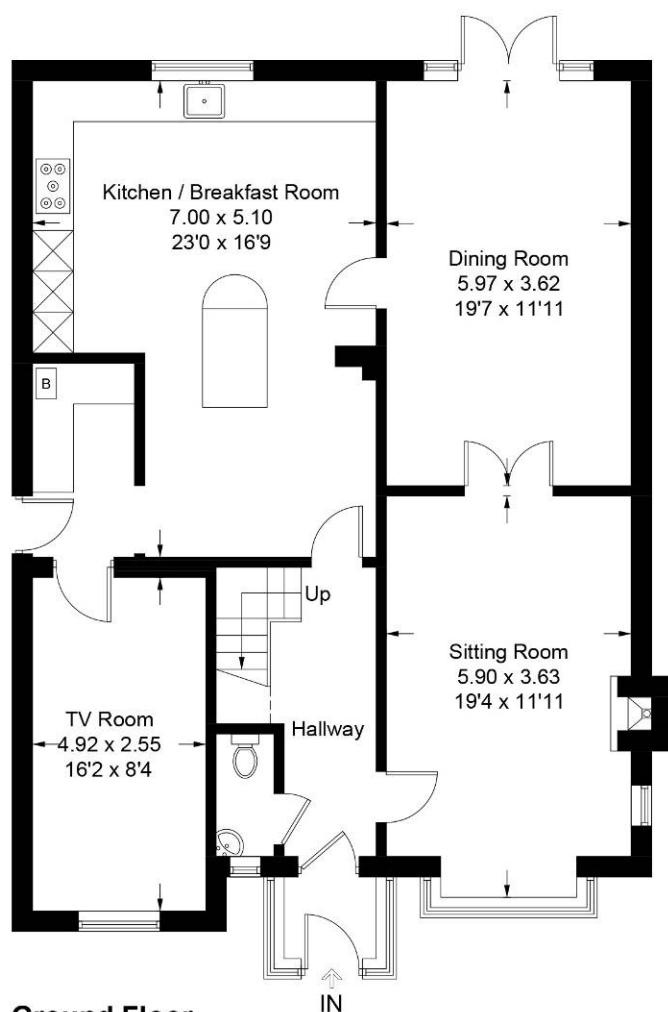 Kitchen / Breakfast Room
7.00 x 5.10
23'0 x 16'9
Dining Room
5.97 x 3.62
19'7 x 11'11
B
Up
Sitting Room
5.90 x 3.63
19'4 x 11'11
TV Room
4.92 x 2.55
16'2 x 8'4
Hallway
IN
Ground Floor